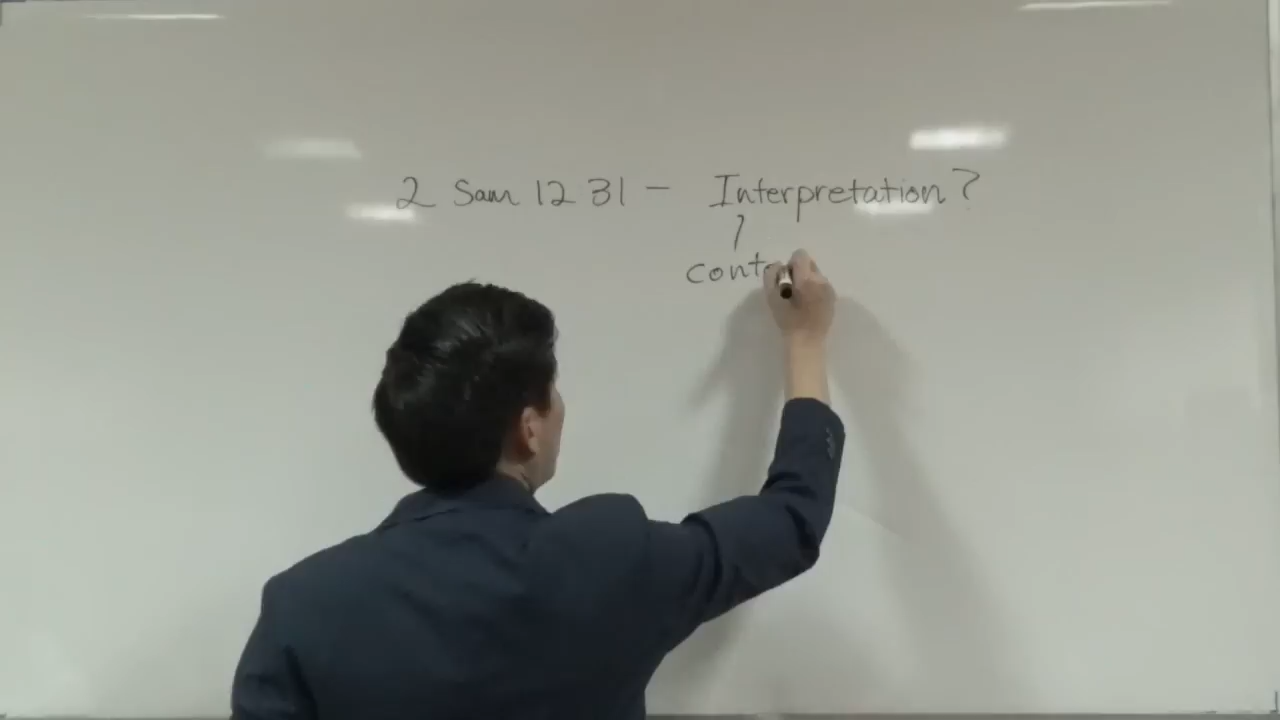 2 Sam 12 31 — Interpretation?
cont